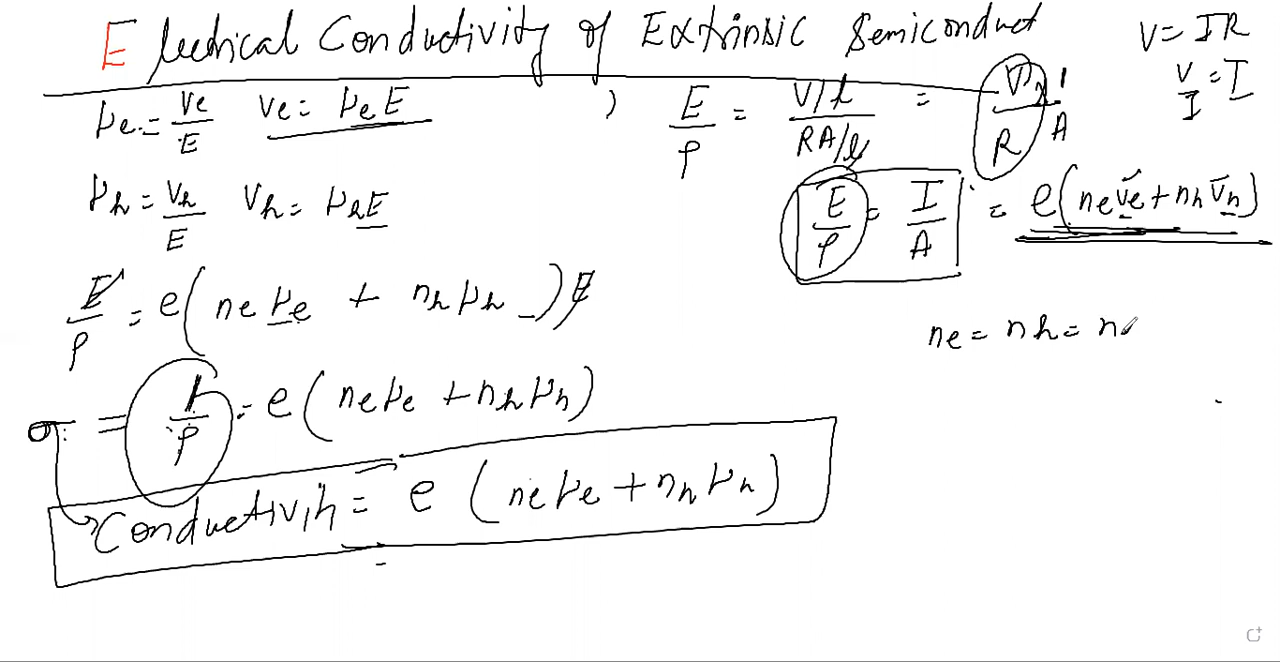 Electrical Conductivity of Extrinsic Semiconduct
V = IR
V/I = I
μe = Ve/E  Ve = μeE , E/ρ = (V/l)/(RA/l) = V/R × 1/A
μh = Vh/E  Vh = μhE
E/ρ = I/A = e(neve + nhvh)
E/ρ = e(neμe + nhμh)E
ne = nh = n
σ = 1/ρ = e(neμe + nhμh)
Conductivity = e (neμe + nhμh)